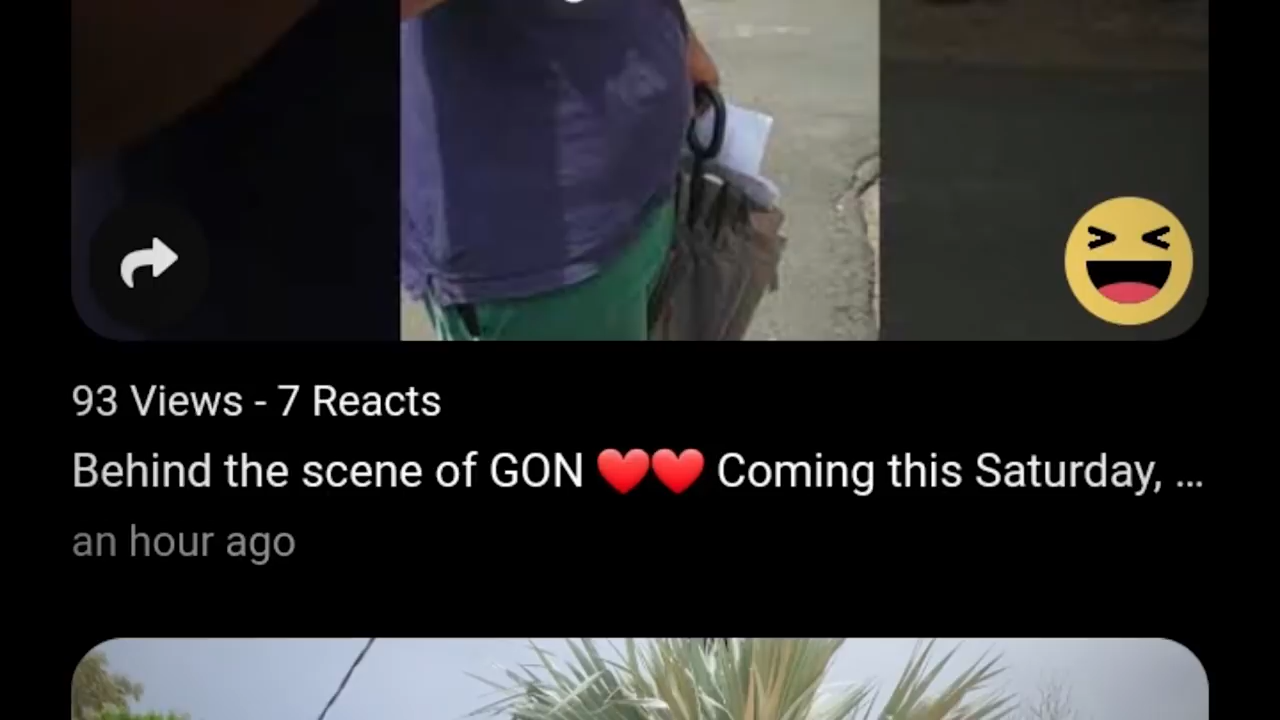 93 Views - 7 Reacts
Behind the scene of GON ❤️❤️ Coming this Saturday, ...
an hour ago